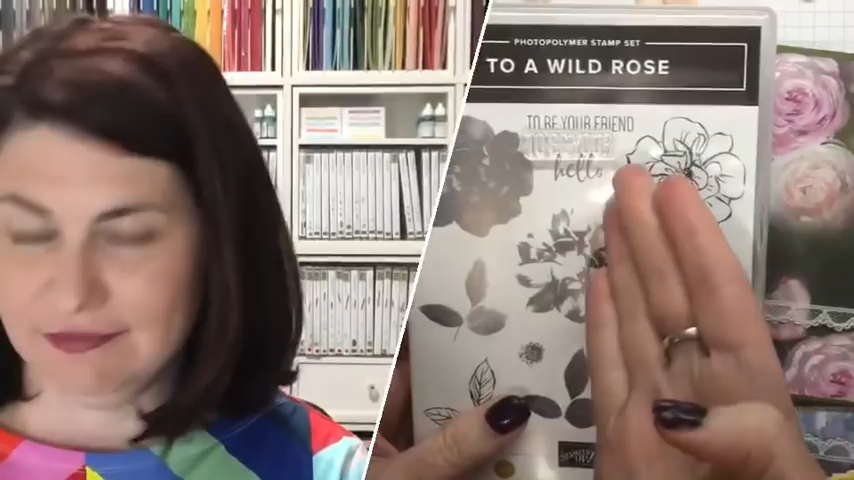 PHOTOPOLYMER STAMP SET
TO A WILD ROSE
TO BE YOUR FRIEND
hello